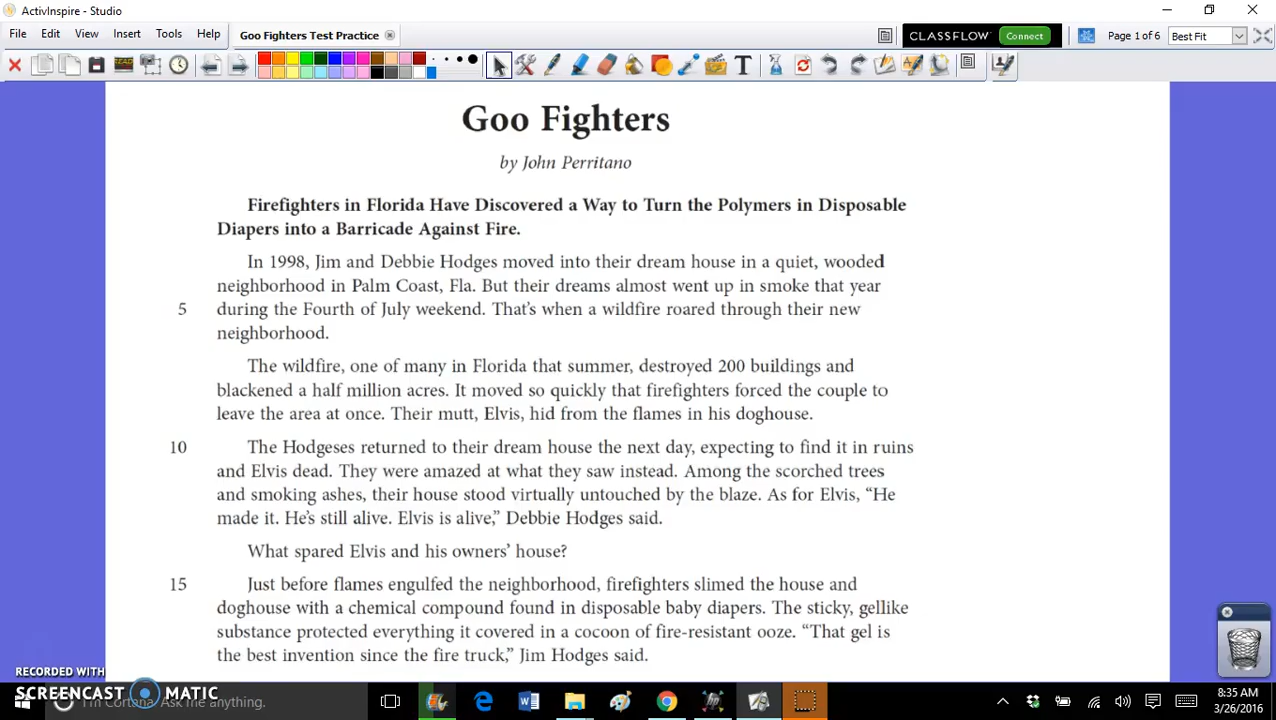 ActivInspire - Studio
File Edit View Insert Tools Help Goo Fighters Test Practice CLASSFLOW Connect Page 1 of 6 Best Fit
Goo Fighters
by John Perritano
Firefighters in Florida Have Discovered a Way to Turn the Polymers in Disposable
Diapers into a Barricade Against Fire.
In 1998, Jim and Debbie Hodges moved into their dream house in a quiet, wooded
neighborhood in Palm Coast, Fla. But their dreams almost went up in smoke that year
5 during the Fourth of July weekend. That's when a wildfire roared through their new
neighborhood.
The wildfire, one of many in Florida that summer, destroyed 200 buildings and
blackened a half million acres. It moved so quickly that firefighters forced the couple to
leave the area at once. Their mutt, Elvis, hid from the flames in his doghouse.
10 The Hodgeses returned to their dream house the next day, expecting to find it in ruins
and Elvis dead. They were amazed at what they saw instead. Among the scorched trees
and smoking ashes, their house stood virtually untouched by the blaze. As for Elvis, “He
made it. He's still alive. Elvis is alive,” Debbie Hodges said.
What spared Elvis and his owners' house?
15 Just before flames engulfed the neighborhood, firefighters slimed the house and
doghouse with a chemical compound found in disposable baby diapers. The sticky, gellike
substance protected everything it covered in a cocoon of fire-resistant ooze. “That gel is
the best invention since the fire truck,” Jim Hodges said.
RECORDED WITH
SCREENCAST MATIC
I'm Cortana. Ask me anything.
8:35 AM
3/26/2016